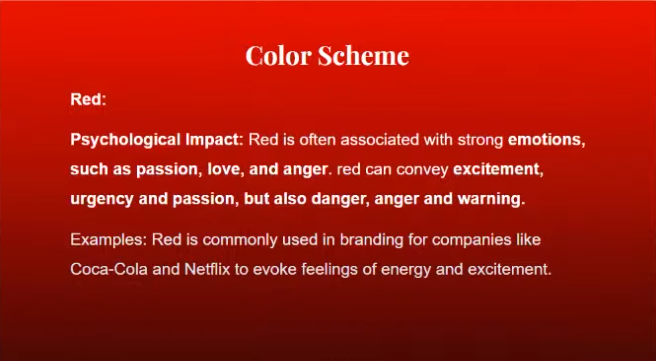 Color Scheme
Red:
Psychological Impact: Red is often associated with strong emotions,
such as passion, love, and anger. red can convey excitement,
urgency and passion, but also danger, anger and warning.
Examples: Red is commonly used in branding for companies like
Coca-Cola and Netflix to evoke feelings of energy and excitement.